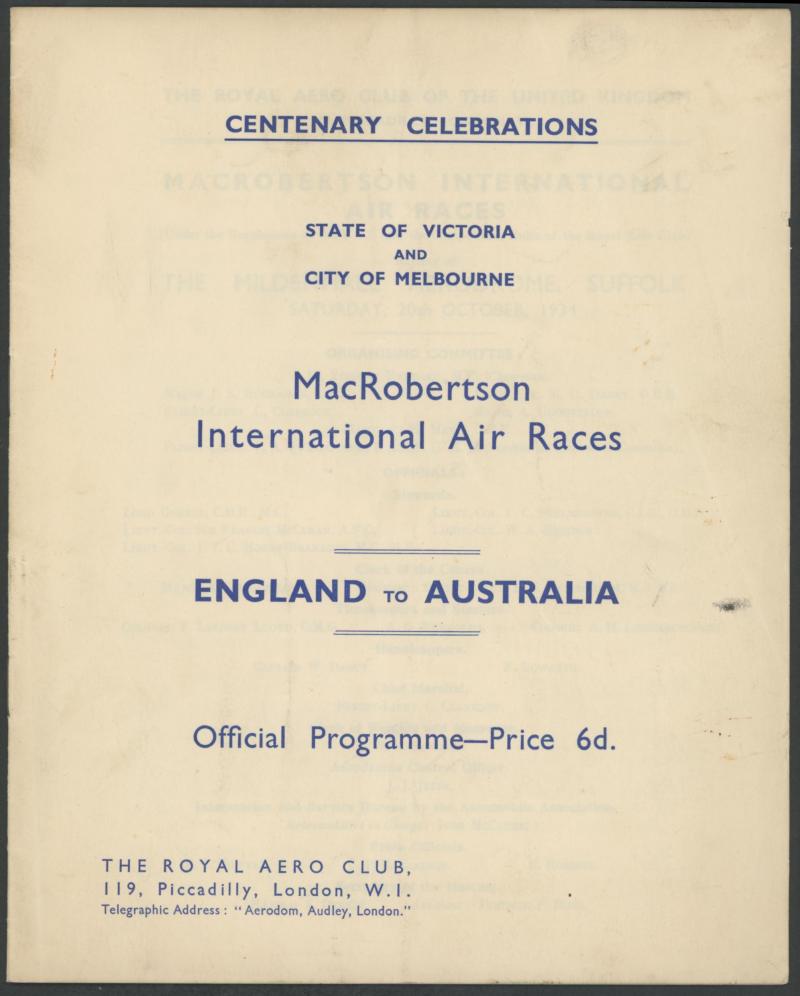 CENTENARY CELEBRATIONS
STATE OF VICTORIA
AND
CITY OF MELBOURNE
MacRobertson
International Air Races
ENGLAND TO AUSTRALIA
Official Programme—Price 6d.
THE ROYAL AERO CLUB,
119, Piccadilly, London, W.1.
Telegraphic Address : "Aerodom, Audley, London."